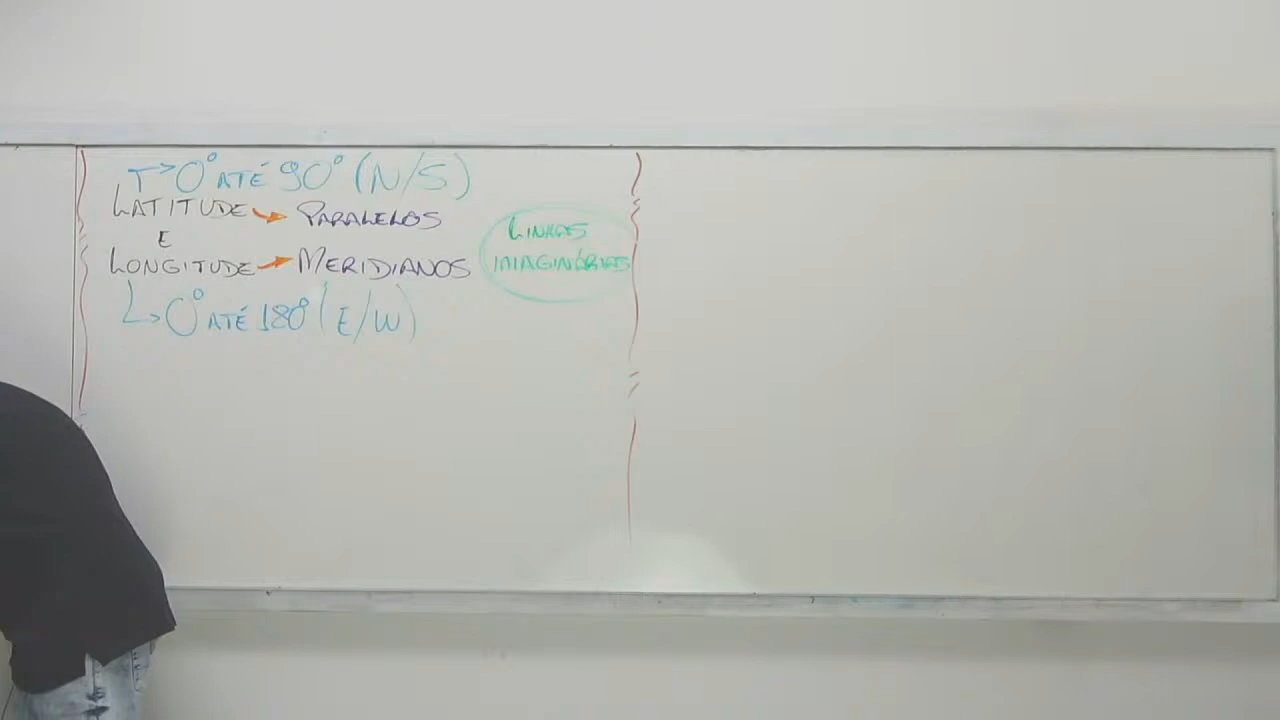 0° ATÉ 90° (N/S)
LATITUDE → PARALELOS
E
LONGITUDE → MERIDIANOS
0° ATÉ 180° (E/W)
LINHAS
IMAGINÁRIAS